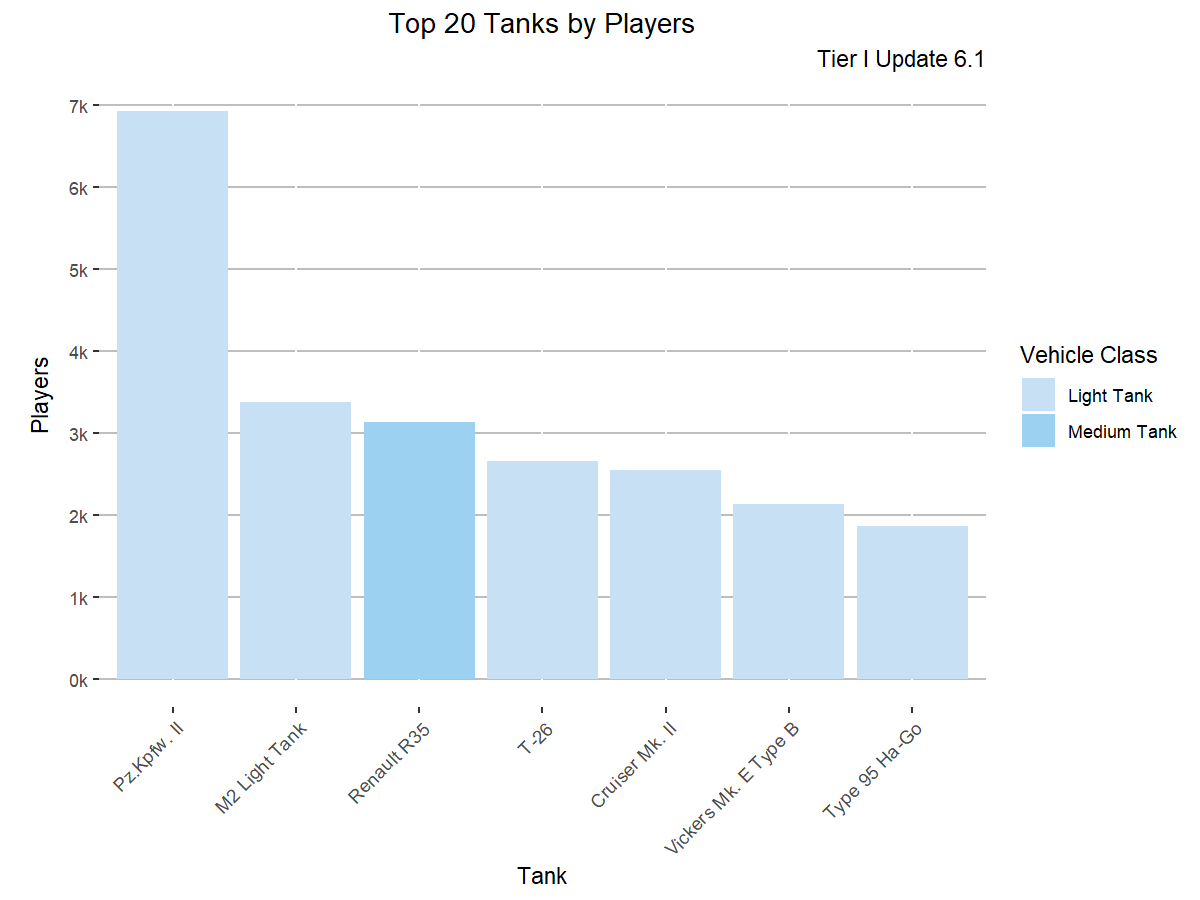 Top 20 Tanks by Players
Tier I Update 6.1
7k
6k
5k
4k
3k
2k
1k
0k
Players
Pz.Kpfw. II
M2 Light Tank
Renault R35
T-26
Cruiser Mk. II
Vickers Mk. E Type B
Type 95 Ha-Go
Tank
Vehicle Class
Light Tank
Medium Tank